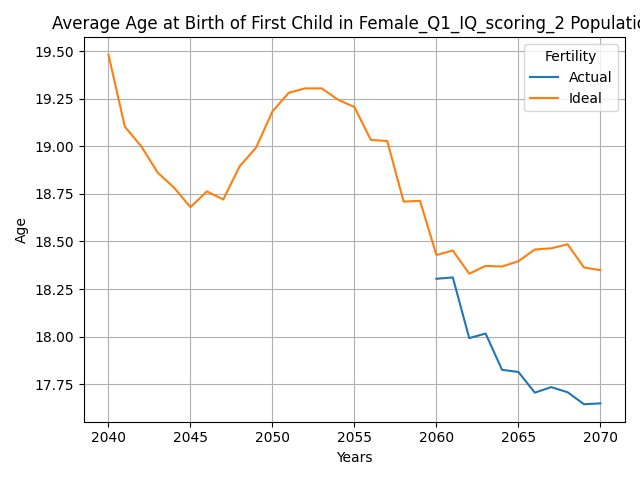 Average Age at Birth of First Child in Female_Q1_IQ_scoring_2 Populatio
Fertility
Actual
Ideal
19.50
19.25
19.00
18.75
18.50
18.25
18.00
17.75
Age
2040 2045 2050 2055 2060 2065 2070
Years